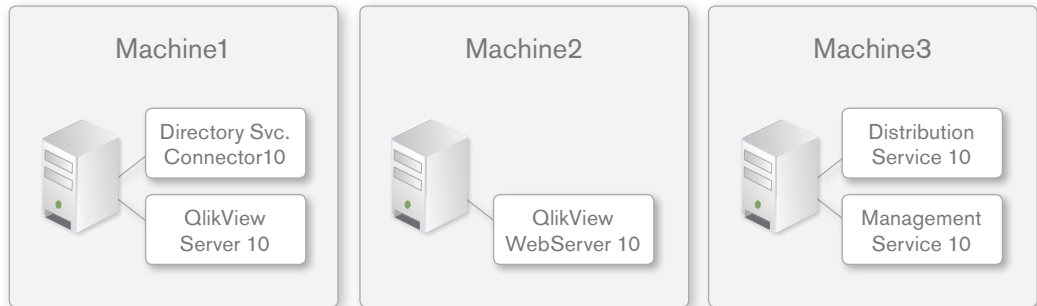 Machine1
Directory Svc.
Connector10
QlikView
Server 10
Machine2
QlikView
WebServer 10
Machine3
Distribution
Service 10
Management
Service 10